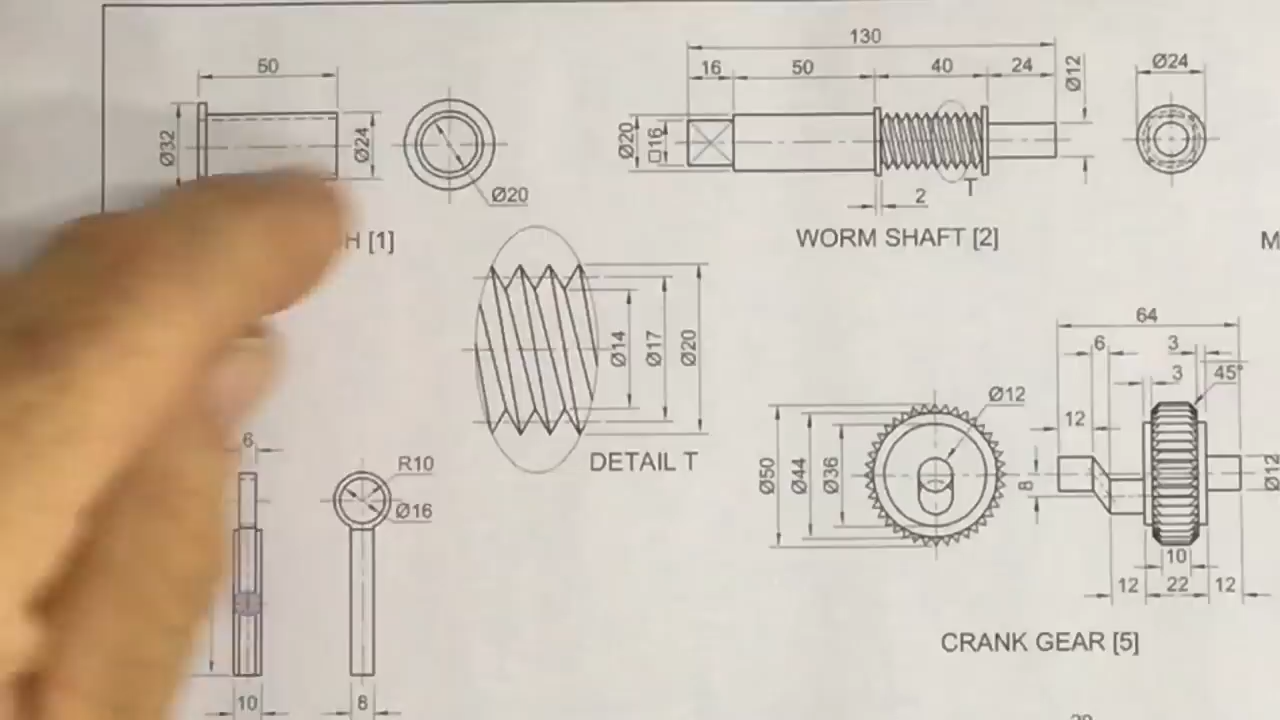 130
50
16
50
40
24
Ø12
Ø24
Ø32
Ø24
Ø20
□16
Ø20
2
T
H [1]
WORM SHAFT [2]
M
Ø14
Ø17
Ø20
DETAIL T
64
6
3
3
45°
12
8
Ø12
Ø50
Ø44
Ø36
Ø12
10
12
22
12
CRANK GEAR [5]
6
R10
Ø16
10
8